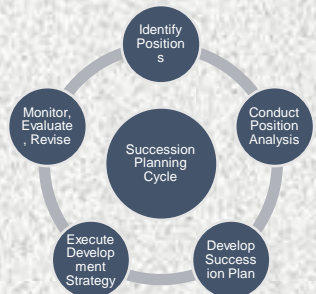 Identify
Position
s
Conduct
Position
Analysis
Develop
Success
ion Plan
Execute
Develop
ment
Strategy
Monitor,
Evaluate
, Revise
Succession
Planning
Cycle